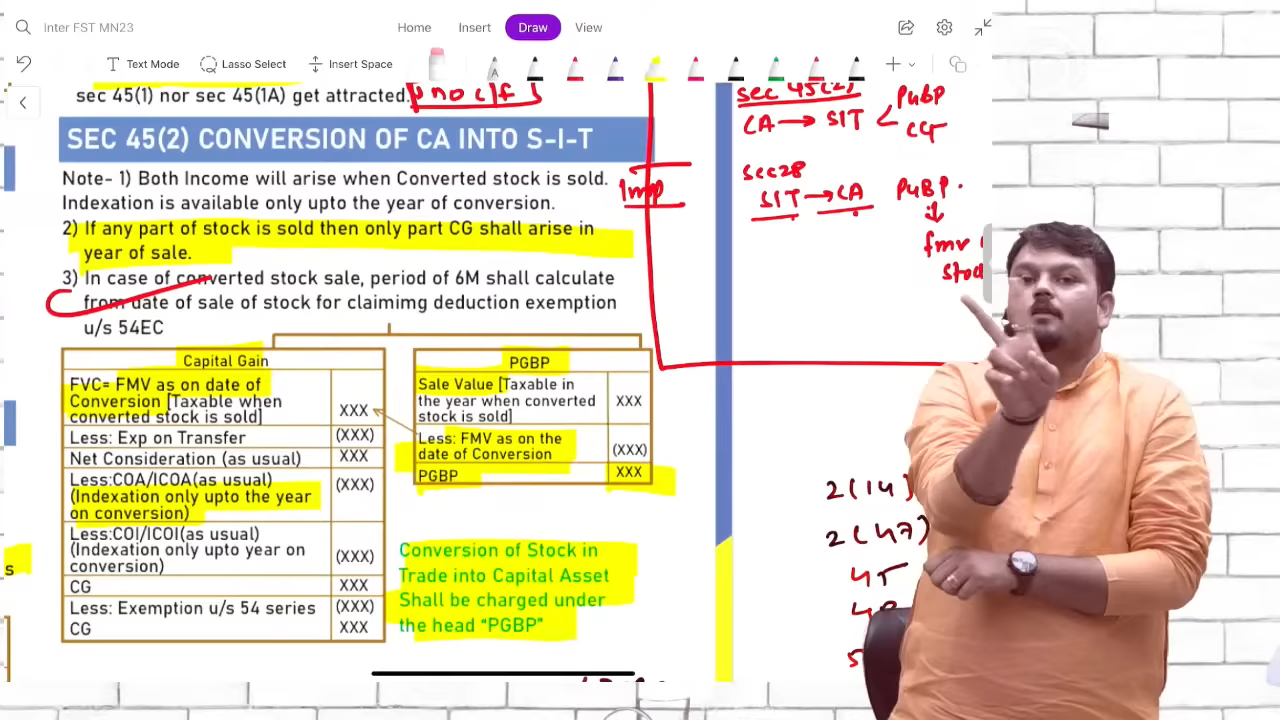 Inter FST MN23
Home
Insert
Draw
View
Text Mode
Lasso Select
Insert Space
A
sec 45(1) nor sec 45(1A) get attracted.
no c/f
SEC 45(2) CONVERSION OF CA INTO S-I-T
Note- 1) Both Income will arise when Converted stock is sold.
Indexation is available only upto the year of conversion.
2) If any part of stock is sold then only part CG shall arise in
year of sale.
3) In case of converted stock sale, period of 6M shall calculate
from date of sale of stock for claimimg deduction exemption
u/s 54EC
Imp
Capital Gain
FVC= FMV as on date of
Conversion [Taxable when
converted stock is sold]
XXX
Less: Exp on Transfer
(XXX)
Net Consideration (as usual)
XXX
Less:COA/ICOA(as usual)
(Indexation only upto the year
on conversion)
(XXX)
Less:COI/ICOI(as usual)
(Indexation only upto year on
conversion)
(XXX)
CG
XXX
Less: Exemption u/s 54 series
(XXX)
CG
XXX
PGBP
Sale Value [Taxable in
the year when converted
stock is sold]
XXX
Less: FMV as on the
date of Conversion
(XXX)
PGBP
XXX
Conversion of Stock in
Trade into Capital Asset
Shall be charged under
the head “PGBP”
sec 45(2)
CA → SIT
PGBP
CG
sec 28
SIT → CA
PGBP.
fmv
2(14)
2(47)
45
s